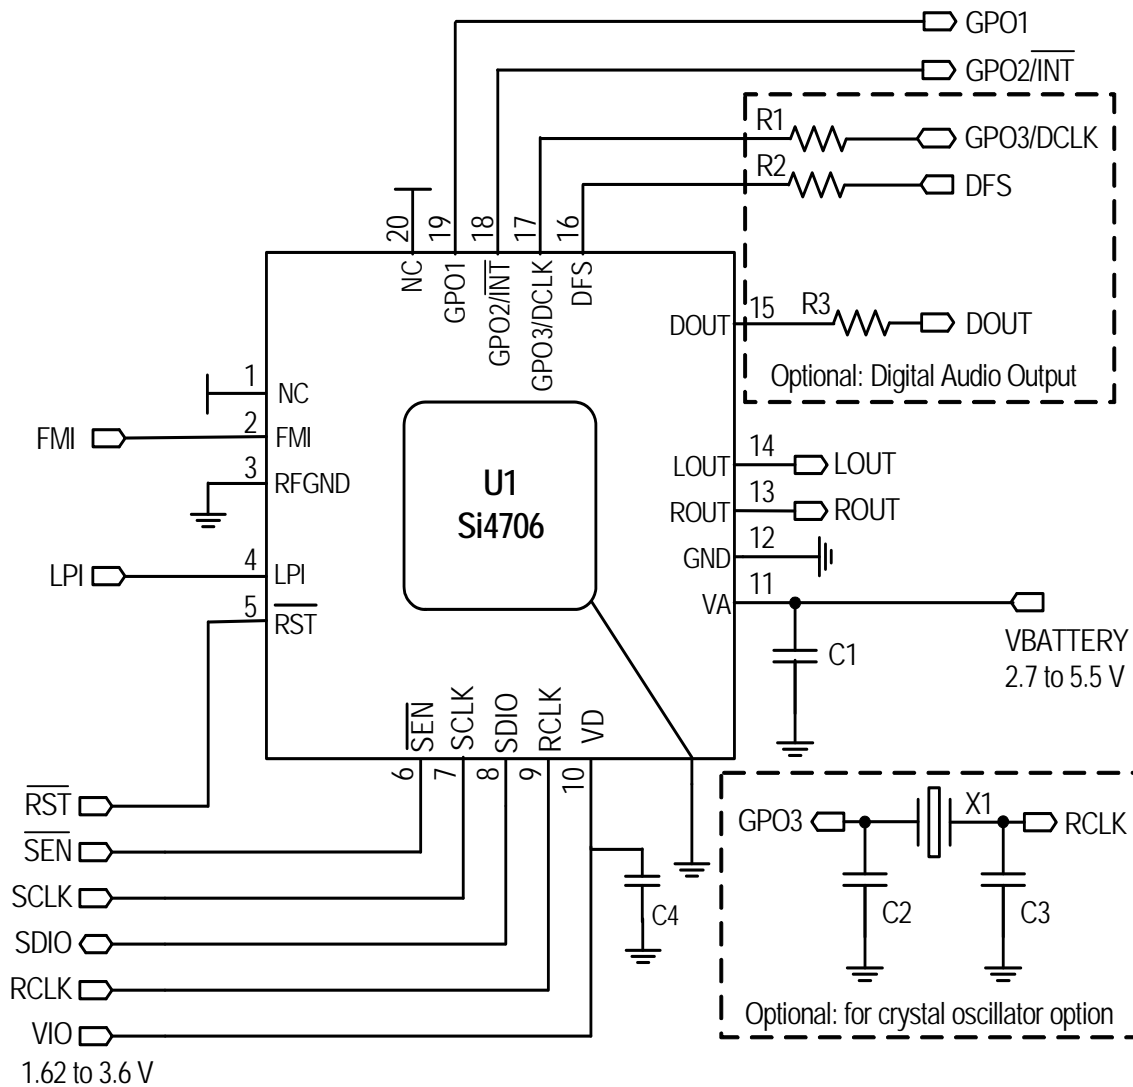 GPO1
GPO2/INT
R1
GPO3/DCLK
R2
DFS
20
19
18
17
16
NC
GPO1
GPO2/INT
GPO3/DCLK
DFS
DOUT
15
R3
DOUT
Optional: Digital Audio Output
1
NC
FMI
2
FMI
3
RFGND
U1
Si4706
LOUT
14
LOUT
ROUT
13
ROUT
GND
12
LPI
4
LPI
VA
11
5
RST
VBATTERY
2.7 to 5.5 V
C1
SEN
SCLK
SDIO
RCLK
VD
6
7
8
9
10
RST
SEN
SCLK
SDIO
RCLK
VIO
1.62 to 3.6 V
C4
GPO3
X1
RCLK
C2
C3
Optional: for crystal oscillator option